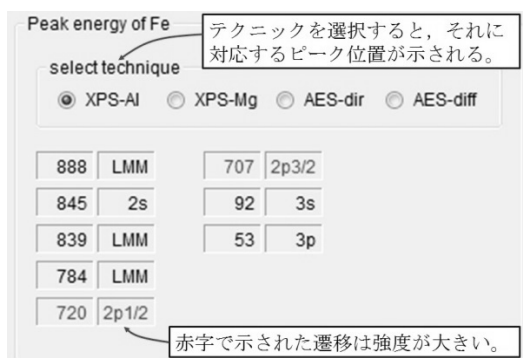 Peak energy of Fe
テクニックを選択すると，それに
対応するピーク位置が示される。
select technique
XPS-Al XPS-Mg AES-dir AES-diff
888 LMM 707 2p3/2
845 2s 92 3s
839 LMM 53 3p
784 LMM
720 2p1/2
赤字で示された遷移は強度が大きい。